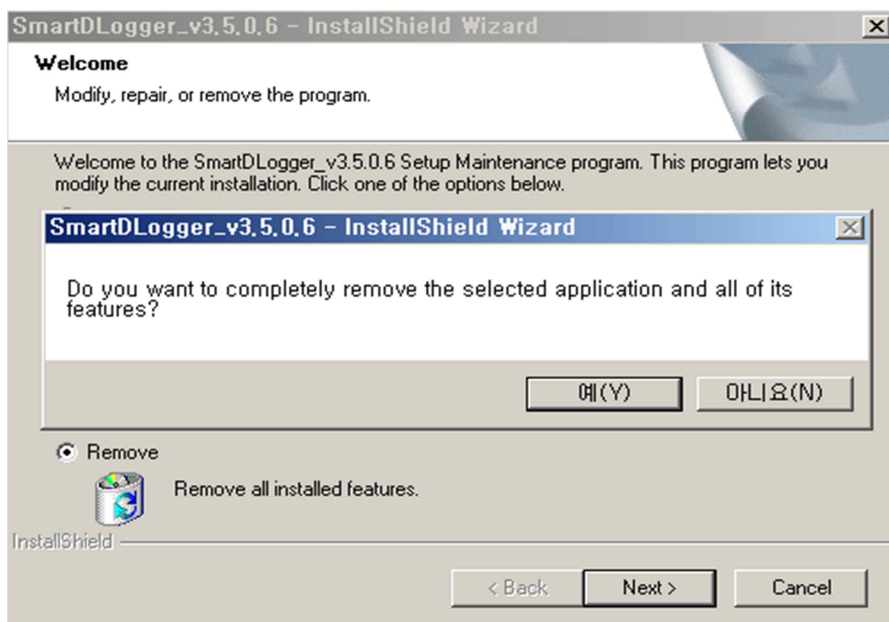 SmartDLogger_v3.5.0.6 - InstallShield Wizard
Welcome
Modify, repair, or remove the program.
Welcome to the SmartDLogger_v3.5.0.6 Setup Maintenance program. This program lets you
modify the current installation. Click one of the options below.
SmartDLogger_v3.5.0.6 - InstallShield Wizard
Do you want to completely remove the selected application and all of its
features?
예(Y)
아니요(N)
Remove
Remove all installed features.
InstallShield
< Back
Next >
Cancel